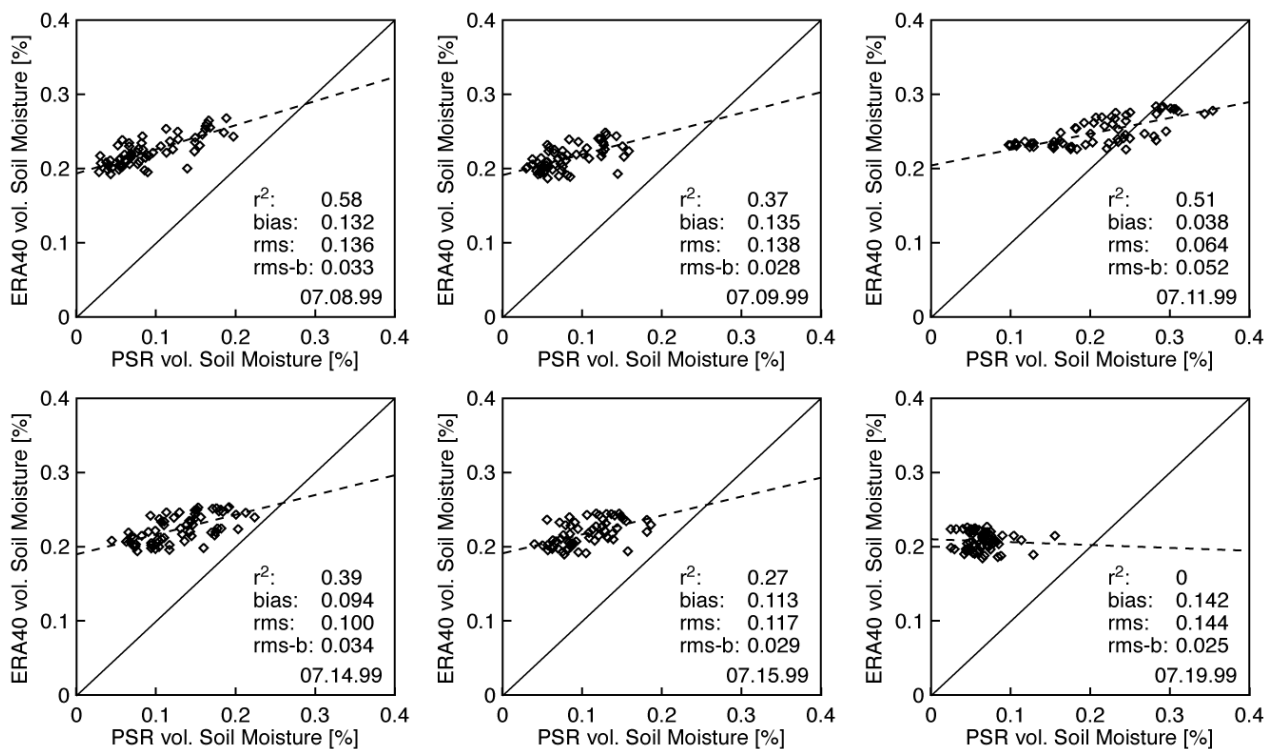 ERA40 vol. Soil Moisture [%]
0.4
0.3
0.2
0.1
0
r²: 0.58
bias: 0.132
rms: 0.136
rms-b: 0.033
07.08.99
0 0.1 0.2 0.3 0.4
PSR vol. Soil Moisture [%]
ERA40 vol. Soil Moisture [%]
0.4
0.3
0.2
0.1
0
r²: 0.37
bias: 0.135
rms: 0.138
rms-b: 0.028
07.09.99
0 0.1 0.2 0.3 0.4
PSR vol. Soil Moisture [%]
ERA40 vol. Soil Moisture [%]
0.4
0.3
0.2
0.1
0
r²: 0.51
bias: 0.038
rms: 0.064
rms-b: 0.052
07.11.99
0 0.1 0.2 0.3 0.4
PSR vol. Soil Moisture [%]
ERA40 vol. Soil Moisture [%]
0.4
0.3
0.2
0.1
0
r²: 0.39
bias: 0.094
rms: 0.100
rms-b: 0.034
07.14.99
0 0.1 0.2 0.3 0.4
PSR vol. Soil Moisture [%]
ERA40 vol. Soil Moisture [%]
0.4
0.3
0.2
0.1
0
r²: 0.27
bias: 0.113
rms: 0.117
rms-b: 0.029
07.15.99
0 0.1 0.2 0.3 0.4
PSR vol. Soil Moisture [%]
ERA40 vol. Soil Moisture [%]
0.4
0.3
0.2
0.1
0
r²: 0
bias: 0.142
rms: 0.144
rms-b: 0.025
07.19.99
0 0.1 0.2 0.3 0.4
PSR vol. Soil Moisture [%]